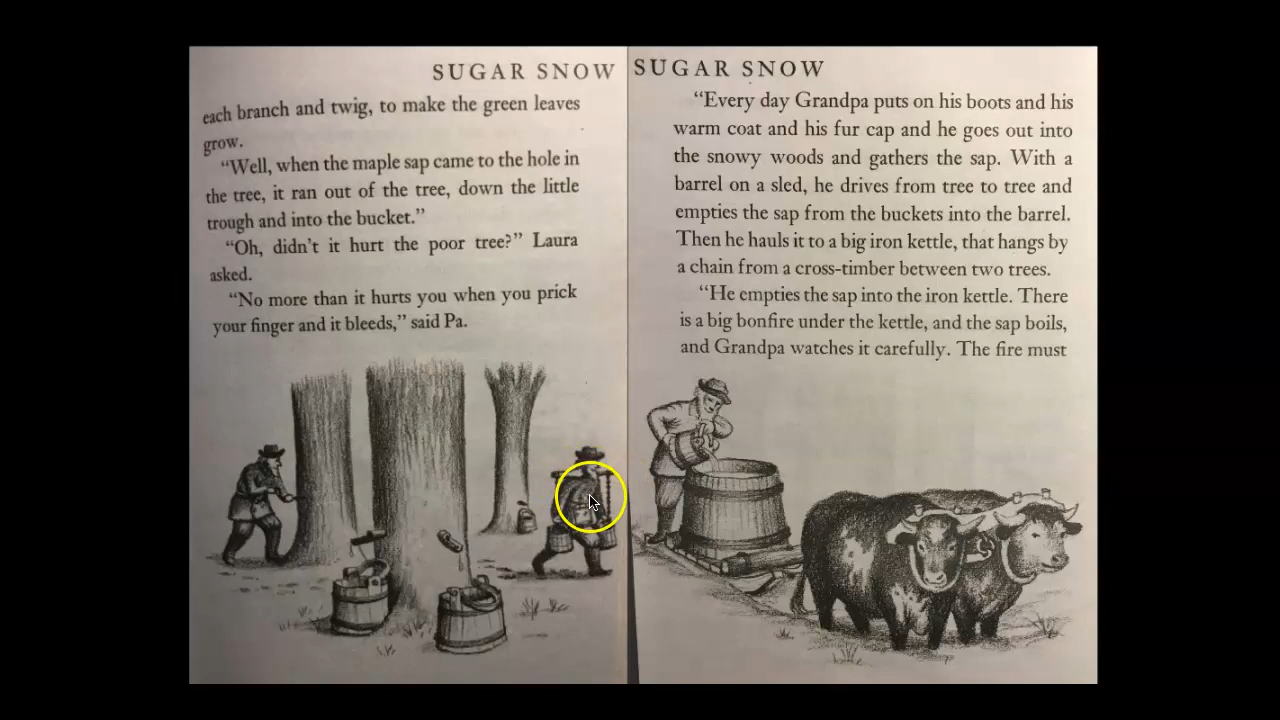 SUGAR SNOW
each branch and twig, to make the green leaves
grow.
“Well, when the maple sap came to the hole in
the tree, it ran out of the tree, down the little
trough and into the bucket.”
“Oh, didn’t it hurt the poor tree?” Laura
asked.
“No more than it hurts you when you prick
your finger and it bleeds,” said Pa.
SUGAR SNOW
“Every day Grandpa puts on his boots and his
warm coat and his fur cap and he goes out into
the snowy woods and gathers the sap. With a
barrel on a sled, he drives from tree to tree and
empties the sap from the buckets into the barrel.
Then he hauls it to a big iron kettle, that hangs by
a chain from a cross-timber between two trees.
“He empties the sap into the iron kettle. There
is a big bonfire under the kettle, and the sap boils,
and Grandpa watches it carefully. The fire must